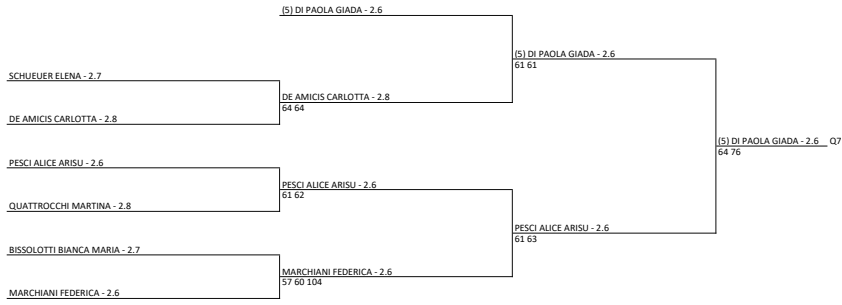 (5) DI PAOLA GIADA - 2.6
(5) DI PAOLA GIADA - 2.6
61 61
SCHUEUER ELENA - 2.7
DE AMICIS CARLOTTA - 2.8
64 64
DE AMICIS CARLOTTA - 2.8
(5) DI PAOLA GIADA - 2.6 Q7
64 76
PESCI ALICE ARISU - 2.6
PESCI ALICE ARISU - 2.6
61 62
QUATTROCCHI MARTINA - 2.8
PESCI ALICE ARISU - 2.6
61 63
BISSOLOTTI BIANCA MARIA - 2.7
MARCHIANI FEDERICA - 2.6
57 60 104
MARCHIANI FEDERICA - 2.6